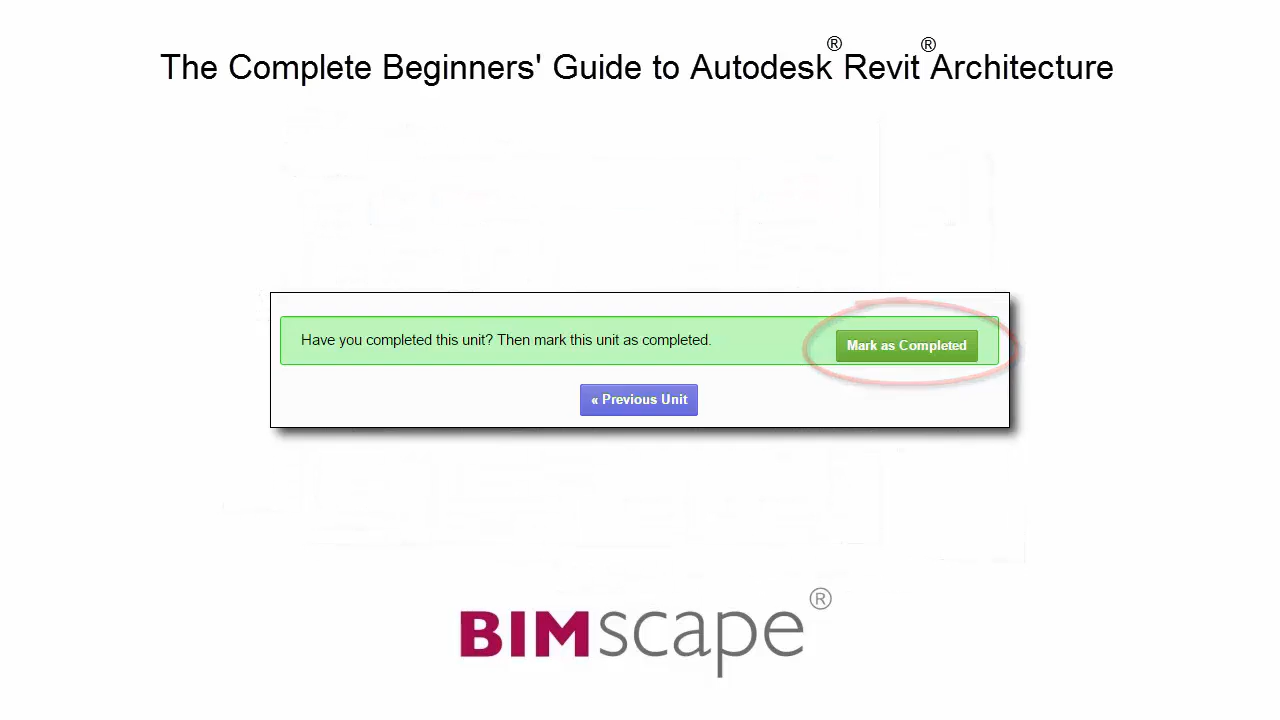 The Complete Beginners' Guide to Autodesk® Revit® Architecture
Have you completed this unit? Then mark this unit as completed.
Mark as Completed
« Previous Unit
BIMscape®